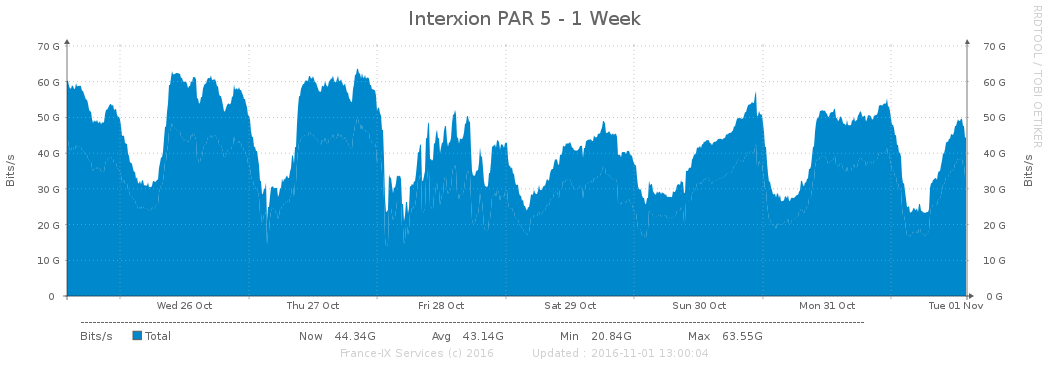 Interxion PAR 5 - 1 Week
RRDTOOL / TOBI OETIKER
Bits/s
Bits/s
70 G 70 G
60 G 60 G
50 G 50 G
40 G 40 G
30 G 30 G
20 G 20 G
10 G 10 G
0 0 G
Wed 26 Oct Thu 27 Oct Fri 28 Oct Sat 29 Oct Sun 30 Oct Mon 31 Oct Tue 01 Nov
Bits/s Total Now 44.34G Avg 43.14G Min 20.84G Max 63.55G
France-IX Services (c) 2016 Updated : 2016-11-01 13:00:04